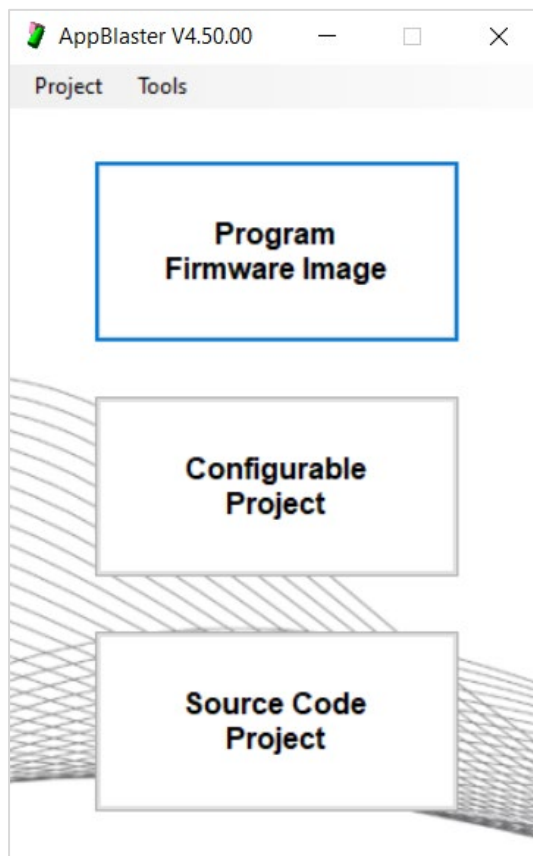 AppBlaster V4.50.00
Project Tools
Program
Firmware Image
Configurable
Project
Source Code
Project